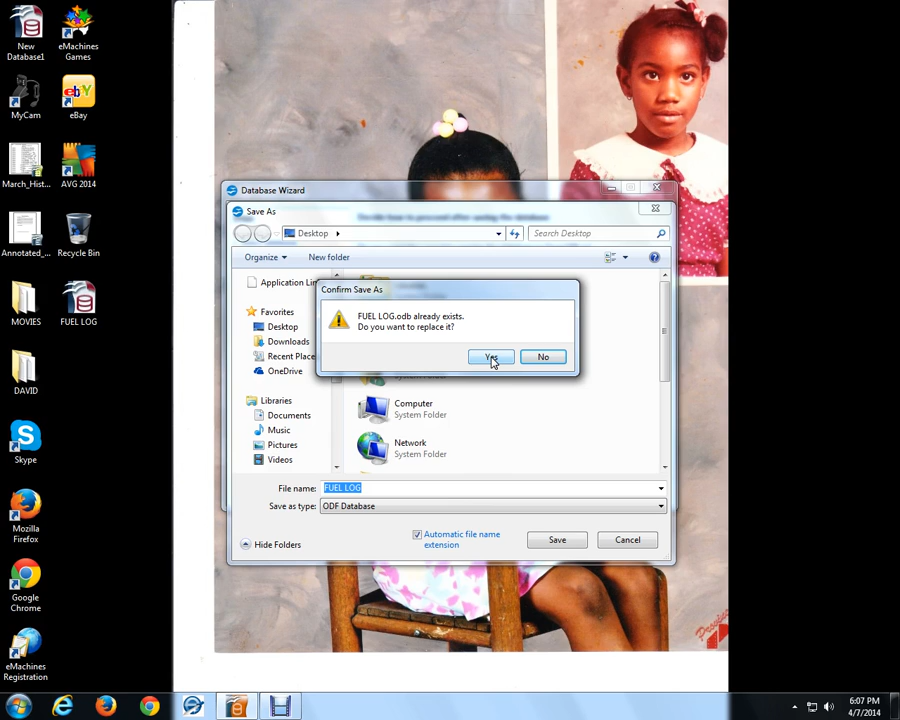 New
Database1
eMachines
Games
MyCam
eBay
March_Hist...
AVG 2014
Annotated_...
Recycle Bin
MOVIES
FUEL LOG
DAVID
Skype
Mozilla
Firefox
Google
Chrome
eMachines
Registration
Database Wizard
Save As
Desktop
Search Desktop
Organize
New folder
Application Lin
Favorites
Desktop
Downloads
Recent Place
OneDrive
Libraries
Documents
Music
Pictures
Videos
Confirm Save As
FUEL LOG.odb already exists.
Do you want to replace it?
Yes
No
System Folder
Computer
System Folder
Network
System Folder
File name:
FUEL LOG
Save as type:
ODF Database
Hide Folders
Automatic file name
extension
Save
Cancel
6:07 PM
4/7/2014